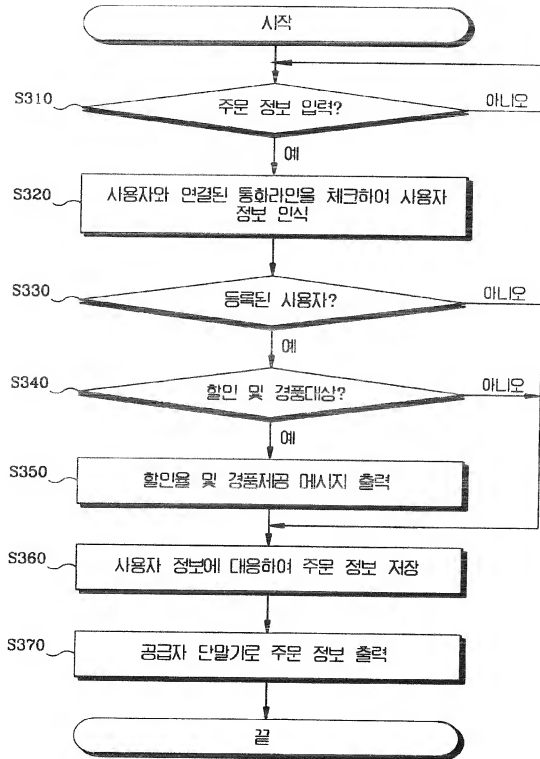 시작
S310
주문 정보 입력?
아니오
예
S320
사용자와 연결된 통화라인을 체크하여 사용자
정보 인식
S330
등록된 사용자?
아니오
예
S340
할인 및 경품대상?
아니오
예
S350
할인율 및 경품제공 메시지 출력
S360
사용자 정보에 대응하여 주문 정보 저장
S370
공급자 단말기로 주문 정보 출력
끝